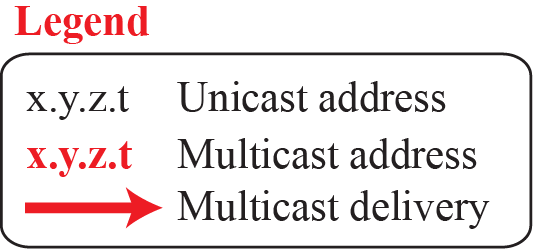 Legend
x.y.z.t Unicast address
x.y.z.t Multicast address
Multicast delivery